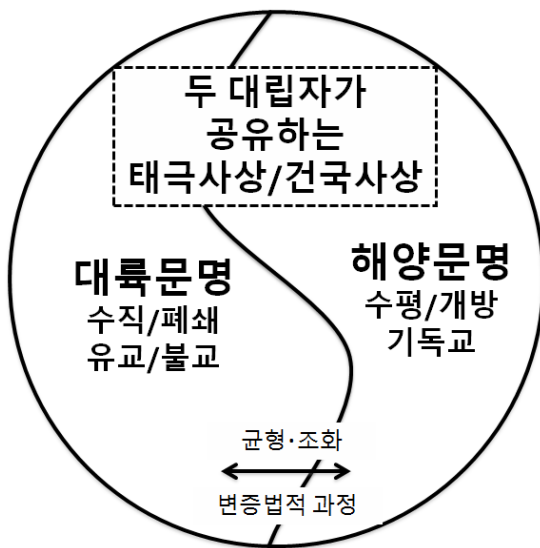 두 대립자가
공유하는
태극사상/건국사상
대륙문명
수직/폐쇄
유교/불교
해양문명
수평/개방
기독교
균형·조화
변증법적 과정